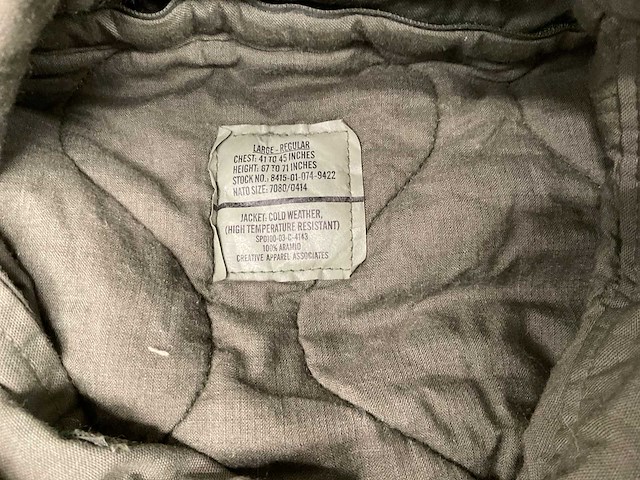 LARGE - REGULAR
CHEST: 41 TO 45 INCHES
HEIGHT: 67 TO 71 INCHES
STOCK NO.: 8415-01-074-9422
NATO SIZE: 7080/0414
JACKET, COLD WEATHER,
(HIGH TEMPERATURE RESISTANT)
SPO100-03-C-4143
100% ARAMID
CREATIVE APPAREL ASSOCIATES